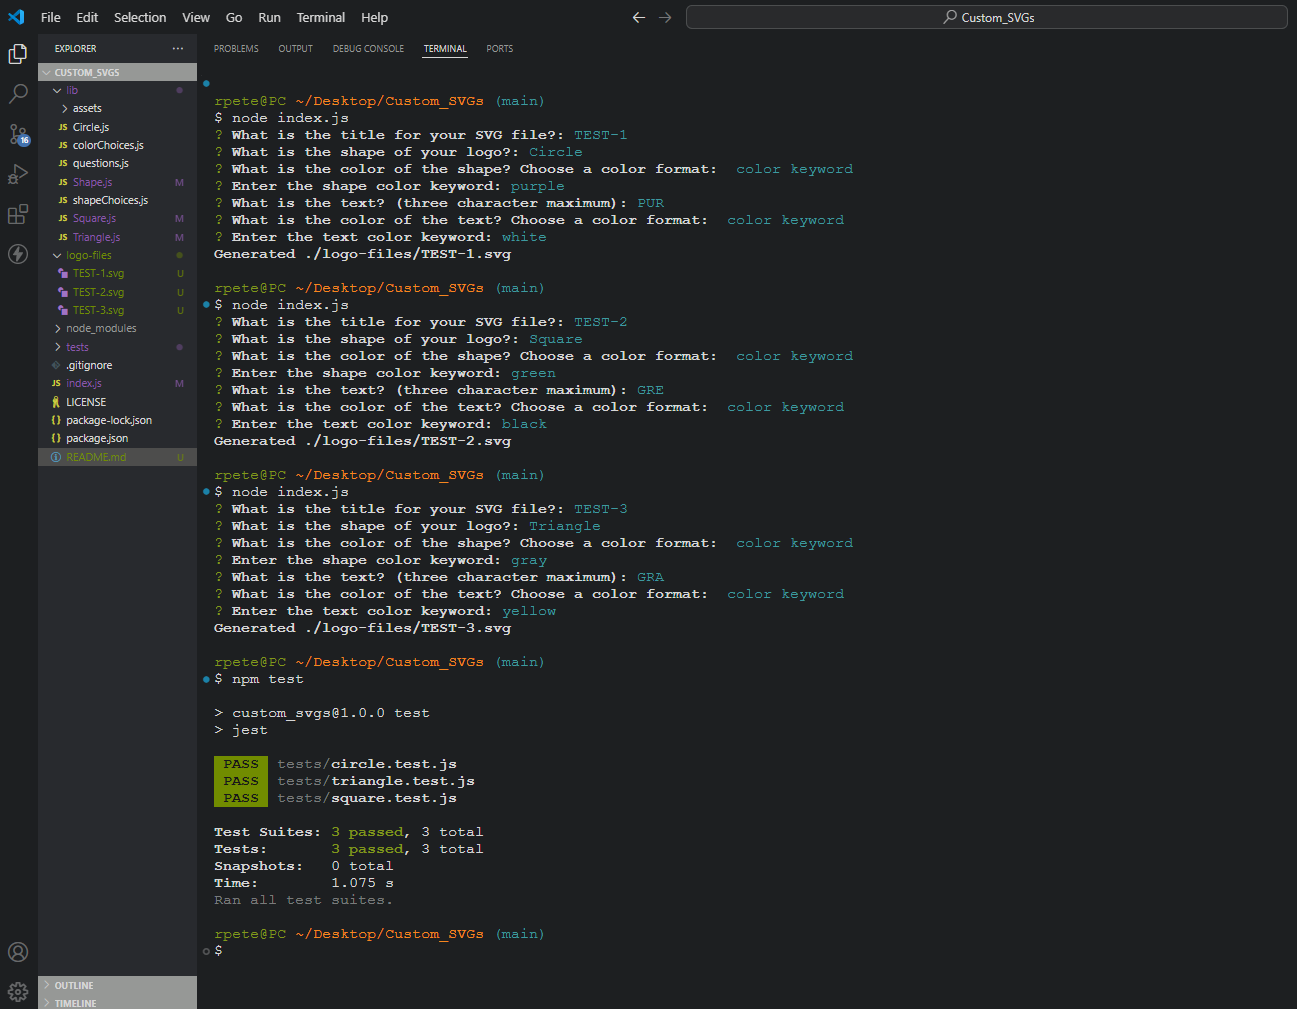 File Edit Selection View Go Run Terminal Help
Custom_SVGs
EXPLORER
CUSTOM_SVGS
lib
assets
JS Circle.js
JS colorChoices.js
JS questions.js
JS Shape.js M
JS shapeChoices.js
JS Square.js M
JS Triangle.js M
logo-files
TEST-1.svg U
TEST-2.svg U
TEST-3.svg U
node_modules
tests
.gitignore
JS index.js M
LICENSE
{} package-lock.json
{} package.json
README.md U
OUTLINE
TIMELINE
16
PROBLEMS OUTPUT DEBUG CONSOLE TERMINAL PORTS
rpete@PC ~/Desktop/Custom_SVGs (main)
$ node index.js
? What is the title for your SVG file?: TEST-1
? What is the shape of your logo?: Circle
? What is the color of the shape? Choose a color format: color keyword
? Enter the shape color keyword: purple
? What is the text? (three character maximum): PUR
? What is the color of the text? Choose a color format: color keyword
? Enter the text color keyword: white
Generated ./logo-files/TEST-1.svg
rpete@PC ~/Desktop/Custom_SVGs (main)
$ node index.js
? What is the title for your SVG file?: TEST-2
? What is the shape of your logo?: Square
? What is the color of the shape? Choose a color format: color keyword
? Enter the shape color keyword: green
? What is the text? (three character maximum): GRE
? What is the color of the text? Choose a color format: color keyword
? Enter the text color keyword: black
Generated ./logo-files/TEST-2.svg
rpete@PC ~/Desktop/Custom_SVGs (main)
$ node index.js
? What is the title for your SVG file?: TEST-3
? What is the shape of your logo?: Triangle
? What is the color of the shape? Choose a color format: color keyword
? Enter the shape color keyword: gray
? What is the text? (three character maximum): GRA
? What is the color of the text? Choose a color format: color keyword
? Enter the text color keyword: yellow
Generated ./logo-files/TEST-3.svg
rpete@PC ~/Desktop/Custom_SVGs (main)
$ npm test
> custom_svgs@1.0.0 test
> jest
PASS tests/circle.test.js
PASS tests/triangle.test.js
PASS tests/square.test.js
Test Suites: 3 passed, 3 total
Tests: 3 passed, 3 total
Snapshots: 0 total
Time: 1.075 s
Ran all test suites.
rpete@PC ~/Desktop/Custom_SVGs (main)
$